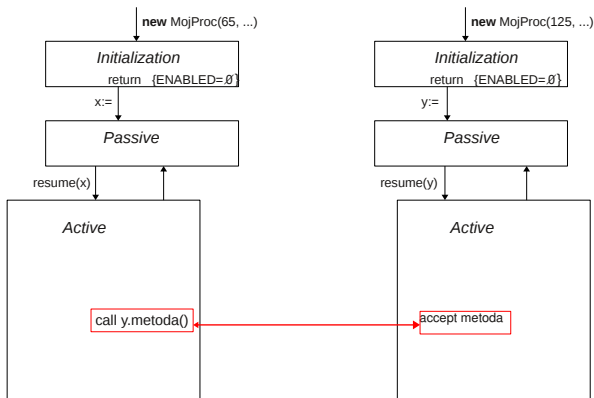 new MojProc(65, ...)
Initialization
return {ENABLED=∅}
x:=
Passive
resume(x)
Active
call y.metoda()
new MojProc(125, ...)
Initialization
return {ENABLED=∅}
y:=
Passive
resume(y)
Active
accept metoda